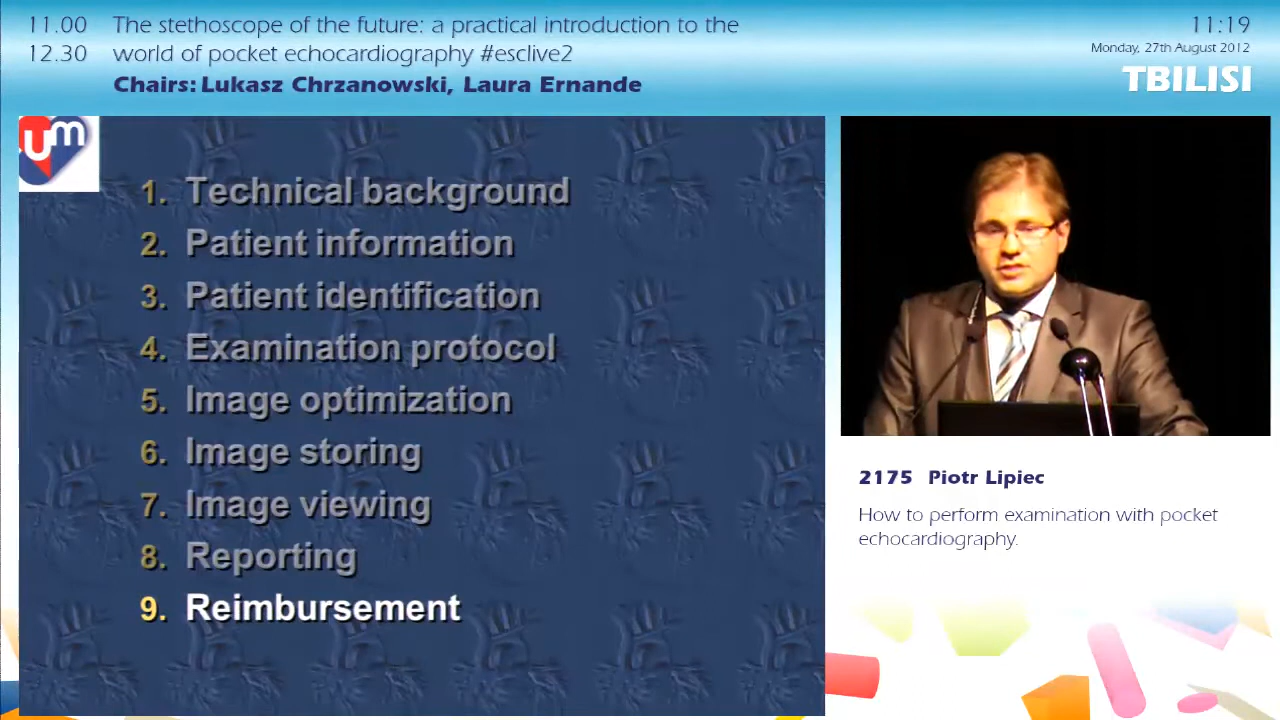 11.00 The stethoscope of the future: a practical introduction to the
12.30 world of pocket echocardiography #esclive2
Chairs: Lukasz Chrzanowski, Laura Ernande
11:19
Monday, 27th August 2012
TBILISI
um
1. Technical background
2. Patient information
3. Patient identification
4. Examination protocol
5. Image optimization
6. Image storing
7. Image viewing
8. Reporting
9. Reimbursement
2175 Piotr Lipiec
How to perform examination with pocket
echocardiography.